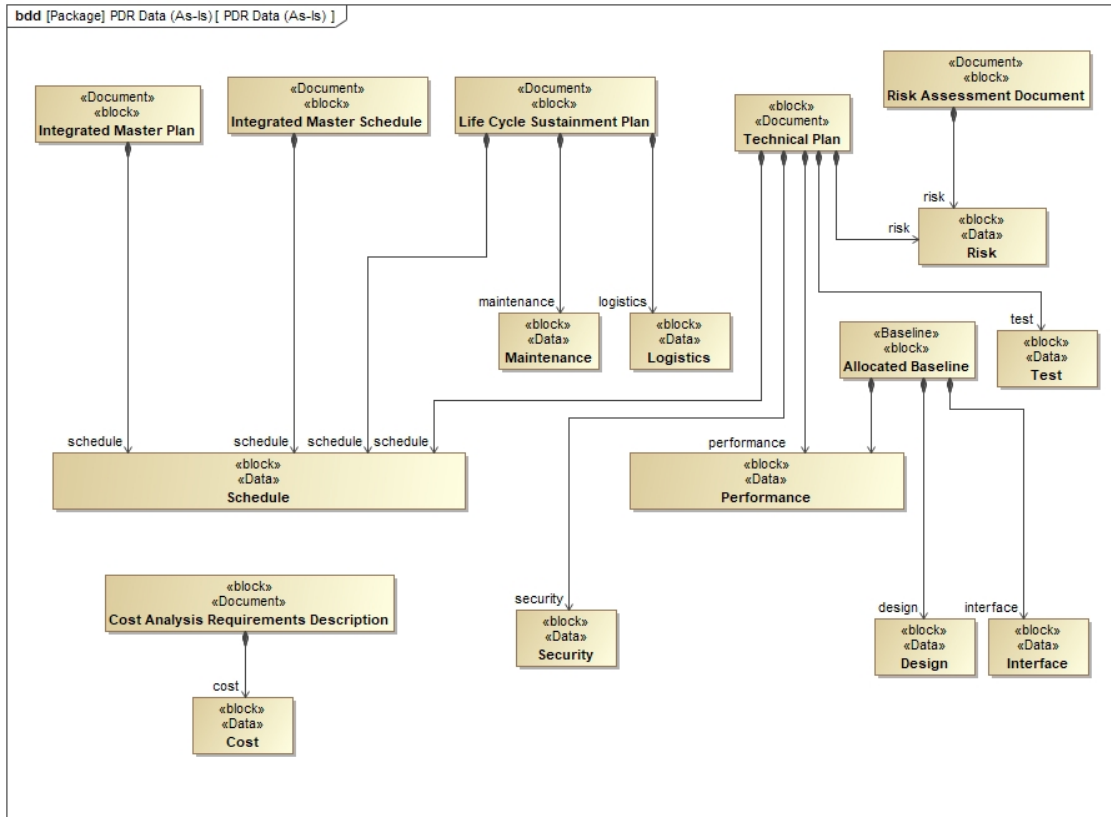 bdd [Package] PDR Data (As-Is) [ PDR Data (As-Is) ]
«Document»
«block»
Integrated Master Plan
«Document»
«block»
Integrated Master Schedule
«Document»
«block»
Life Cycle Sustainment Plan
«block»
«Document»
Technical Plan
«Document»
«block»
Risk Assessment Document
risk
risk
«block»
«Data»
Risk
maintenance
logistics
«block»
«Data»
Maintenance
«block»
«Data»
Logistics
«Baseline»
«block»
Allocated Baseline
test
«block»
«Data»
Test
schedule
schedule
schedule
schedule
«block»
«Data»
Schedule
performance
«block»
«Data»
Performance
«block»
«Document»
Cost Analysis Requirements Description
cost
«block»
«Data»
Cost
security
«block»
«Data»
Security
design
«block»
«Data»
Design
interface
«block»
«Data»
Interface